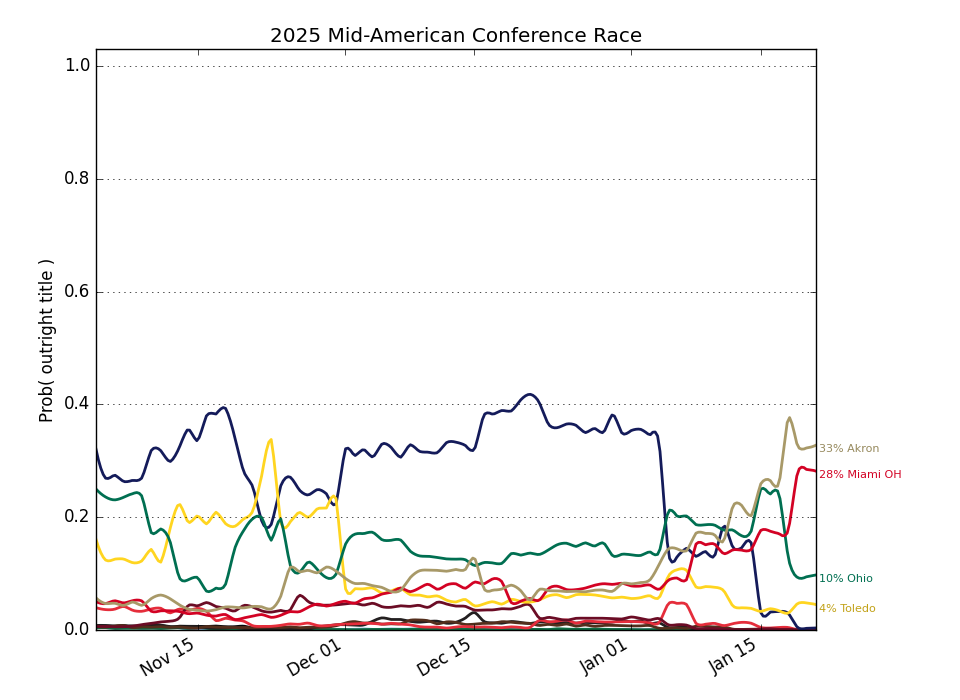 2025 Mid-American Conference Race
Prob( outright title )
1.0
0.8
0.6
0.4
0.2
0.0
33% Akron
28% Miami OH
10% Ohio
4% Toledo
Nov 15
Dec 01
Dec 15
Jan 01
Jan 15